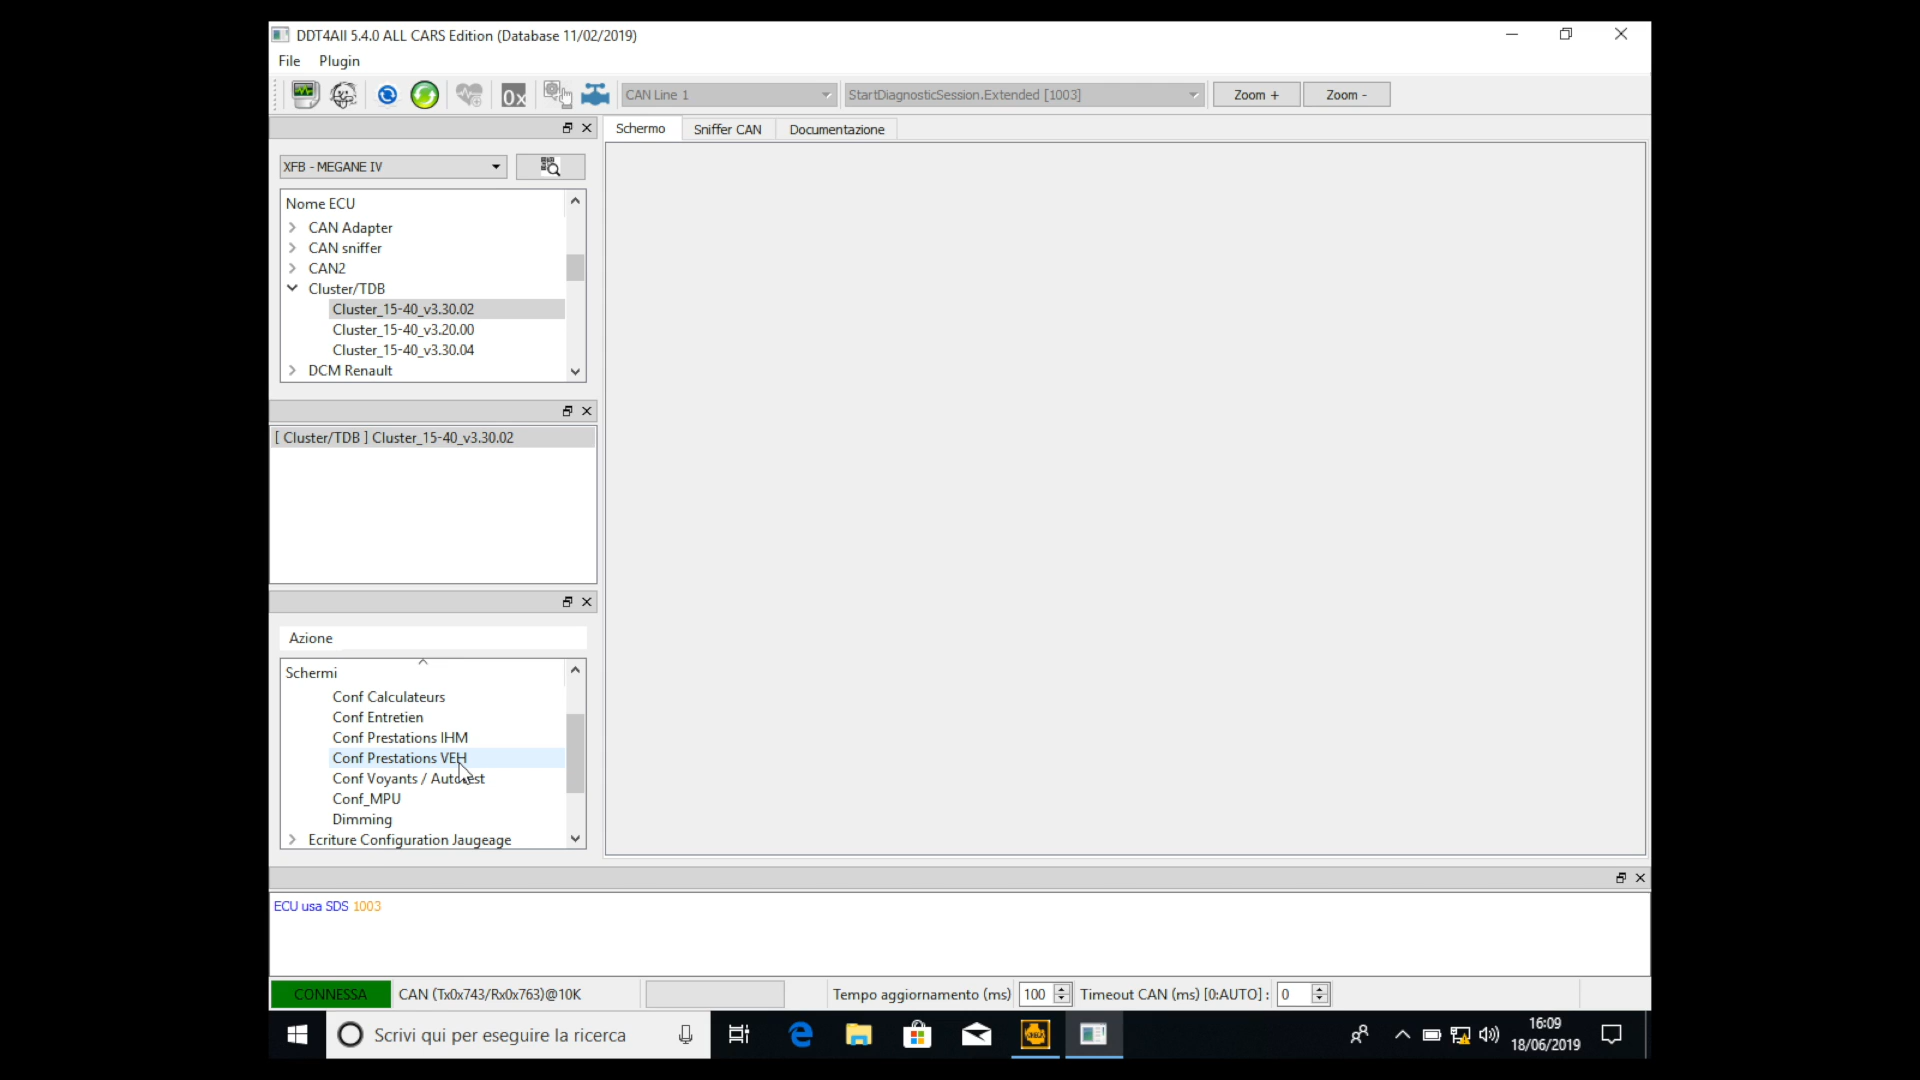 DDT4All 5.4.0 ALL CARS Edition (Database 11/02/2019)
File Plugin
0x
CAN Line 1
StartDiagnosticSession.Extended [1003]
Zoom +
Zoom -
Schermo
Sniffer CAN
Documentazione
XFB - MEGANE IV
Nome ECU
CAN Adapter
CAN sniffer
CAN2
Cluster/TDB
Cluster_15-40_v3.30.02
Cluster_15-40_v3.20.00
Cluster_15-40_v3.30.04
DCM Renault
[ Cluster/TDB ] Cluster_15-40_v3.30.02
Azione
Schermi
Conf Calculateurs
Conf Entretien
Conf Prestations IHM
Conf Prestations VEH
Conf Voyants / Autotest
Conf_MPU
Dimming
Ecriture Configuration Jaugeage
ECU usa SDS 1003
CONNESSA
CAN (Tx0x743/Rx0x763)@10K
Tempo aggiornamento (ms)
100
Timeout CAN (ms) [0:AUTO] :
0
Scrivi qui per eseguire la ricerca
16:09
18/06/2019